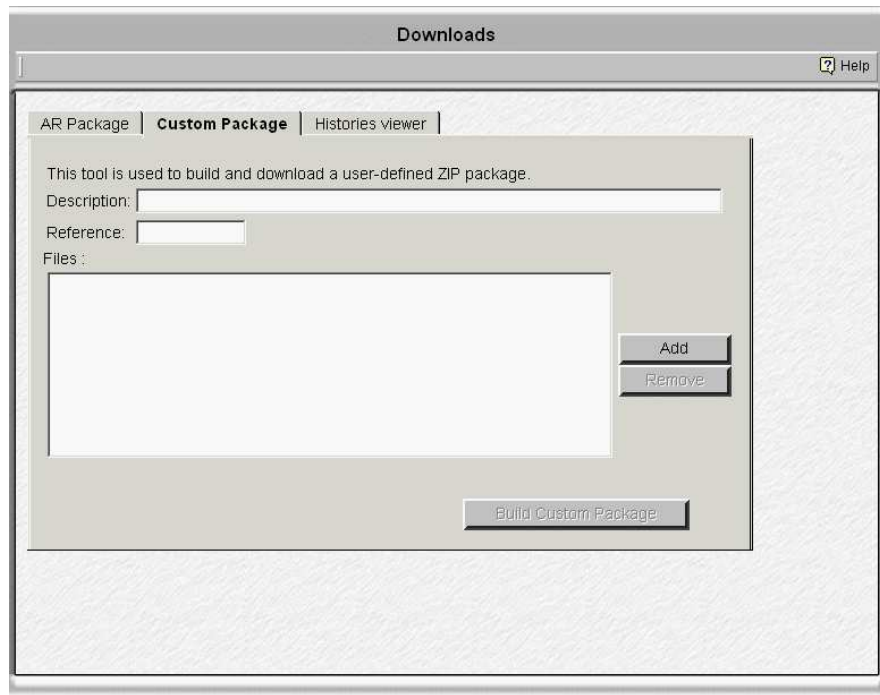 Downloads
Help
AR Package Custom Package Histories viewer
This tool is used to build and download a user-defined ZIP package.
Description:
Reference:
Files :
Add
Remove
Build Custom Package